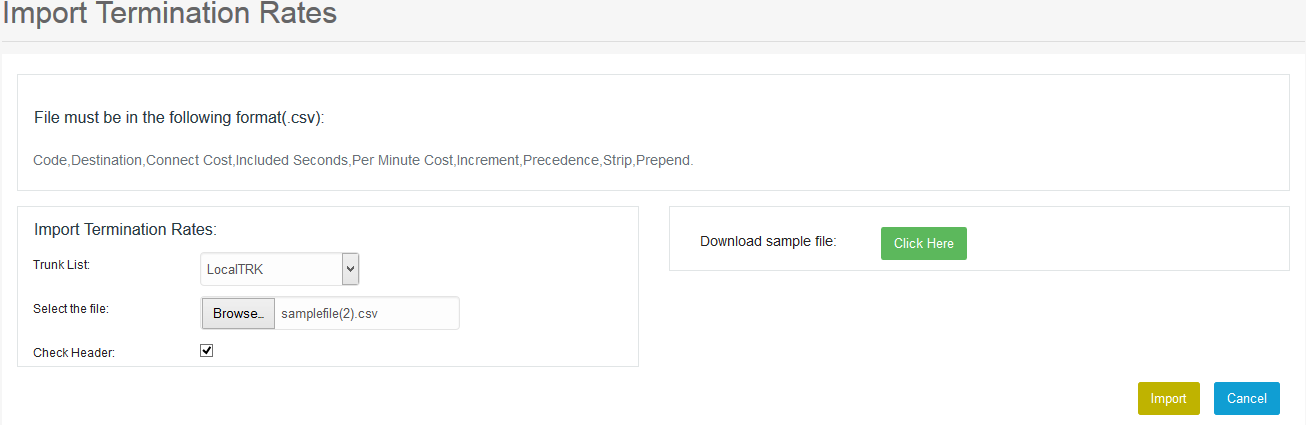 Import Termination Rates
File must be in the following format(.csv):
Code,Destination,Connect Cost,Included Seconds,Per Minute Cost,Increment,Precedence,Strip,Prepend.
Import Termination Rates:
Trunk List:
LocalTRK
Select the file:
Browse... samplefile(2).csv
Check Header:
Download sample file:
Click Here
Import
Cancel